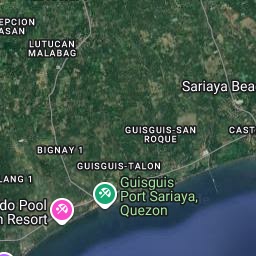 EPCION
ASAN
LUTUCAN
MALABAG
Sariaya Bea
GUISGUIS-SAN
ROQUE
CAST
BIGNAY 1
GUISGUIS-TALON
LANG 1
Guisguis
Port Sariaya,
Quezon
do Pool
n Resort